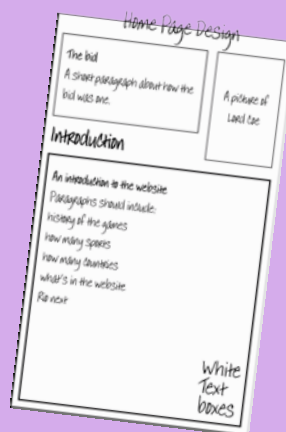 Home Page Design
The bid
A short paragraph about how the
bid was one.
A picture of
Lord Coe
Introduction
An introduction to the website
Paragraphs should include:
history of the games
how many sports
how many countries
what's in the website
Rio next
White
Text
boxes